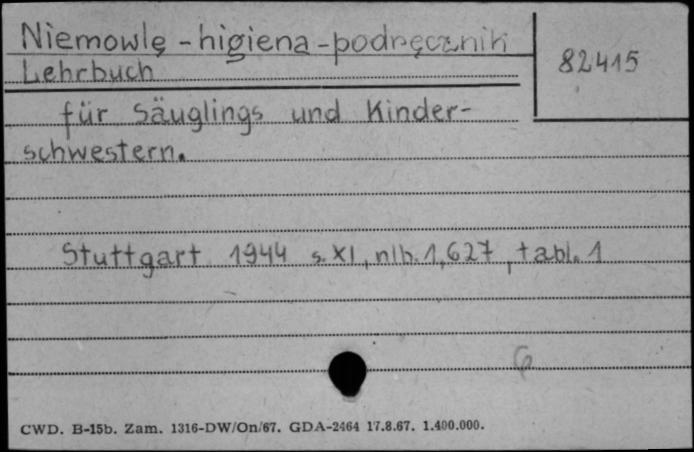 Niemowlę - higiena - podręcznik
82415
Lehrbuch
für Säuglings und Kinder-
schwestern.
Stuttgart 1944 s. XI, nlb. 1, 627, tabl. 1
6
CWD. B-15b. Zam. 1316-DW/On/67. GDA-2464 17.8.67. 1.400.000.